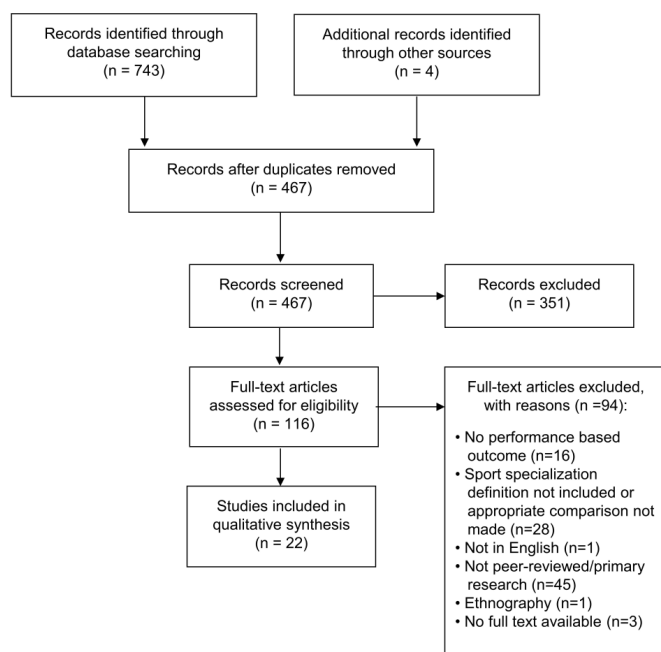 Records identified through
database searching
(n = 743)
Additional records identified
through other sources
(n = 4)
Records after duplicates removed
(n = 467)
Records screened
(n = 467)
Records excluded
(n = 351)
Full-text articles
assessed for eligibility
(n = 116)
Full-text articles excluded,
with reasons (n =94):
• No performance based
outcome (n=16)
• Sport specialization
definition not included or
appropriate comparison not
made (n=28)
• Not in English (n=1)
• Not peer-reviewed/primary
research (n=45)
• Ethnography (n=1)
• No full text available (n=3)
Studies included in
qualitative synthesis
(n = 22)